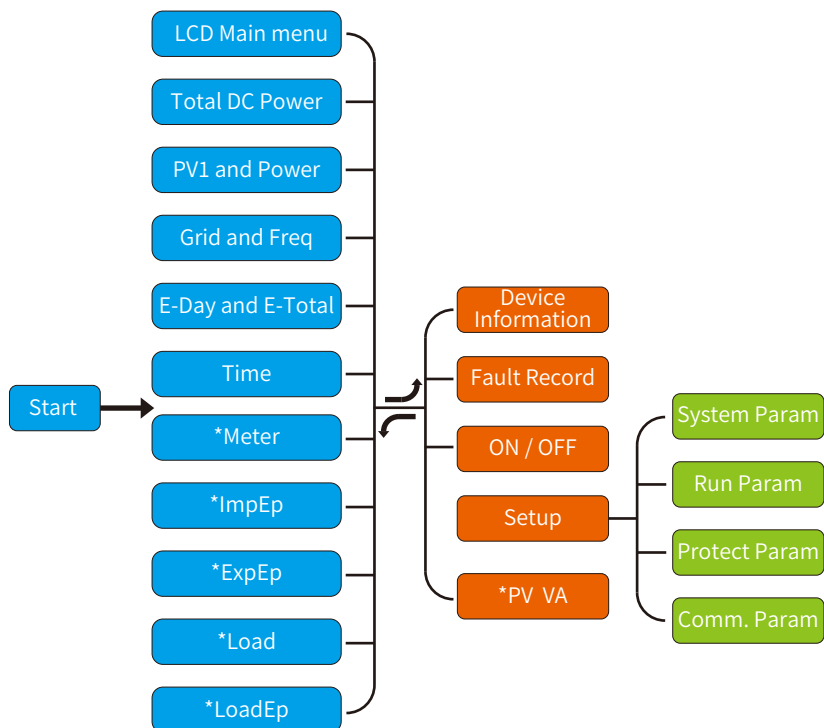 LCD Main menu
Total DC Power
PV1 and Power
Grid and Freq
E-Day and E-Total
Time
Start
*Meter
*ImpEp
*ExpEp
*Load
*LoadEp
Device
Information
Fault Record
ON / OFF
Setup
*PV VA
System Param
Run Param
Protect Param
Comm. Param